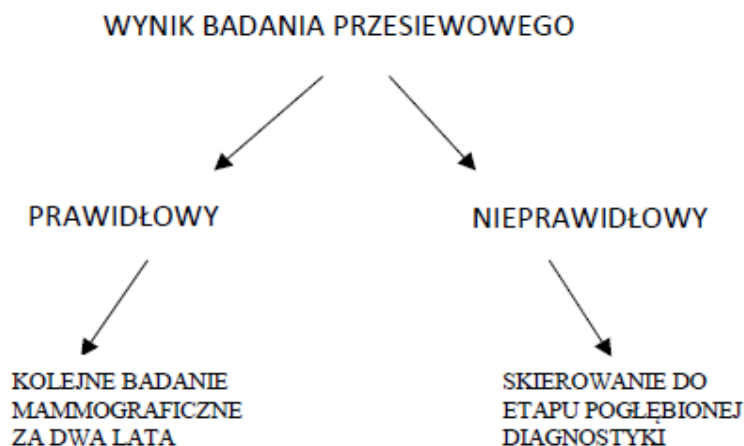 WYNIK BADANIA PRZESIEWOWEGO
PRAWIDŁOWY
NIEPRAWIDŁOWY
KOLEJNE BADANIE
MAMMOGRAFICZNE
ZA DWA LATA
SKIEROWANIE DO
ETAPU POGŁĘBIONEJ
DIAGNOSTYKI